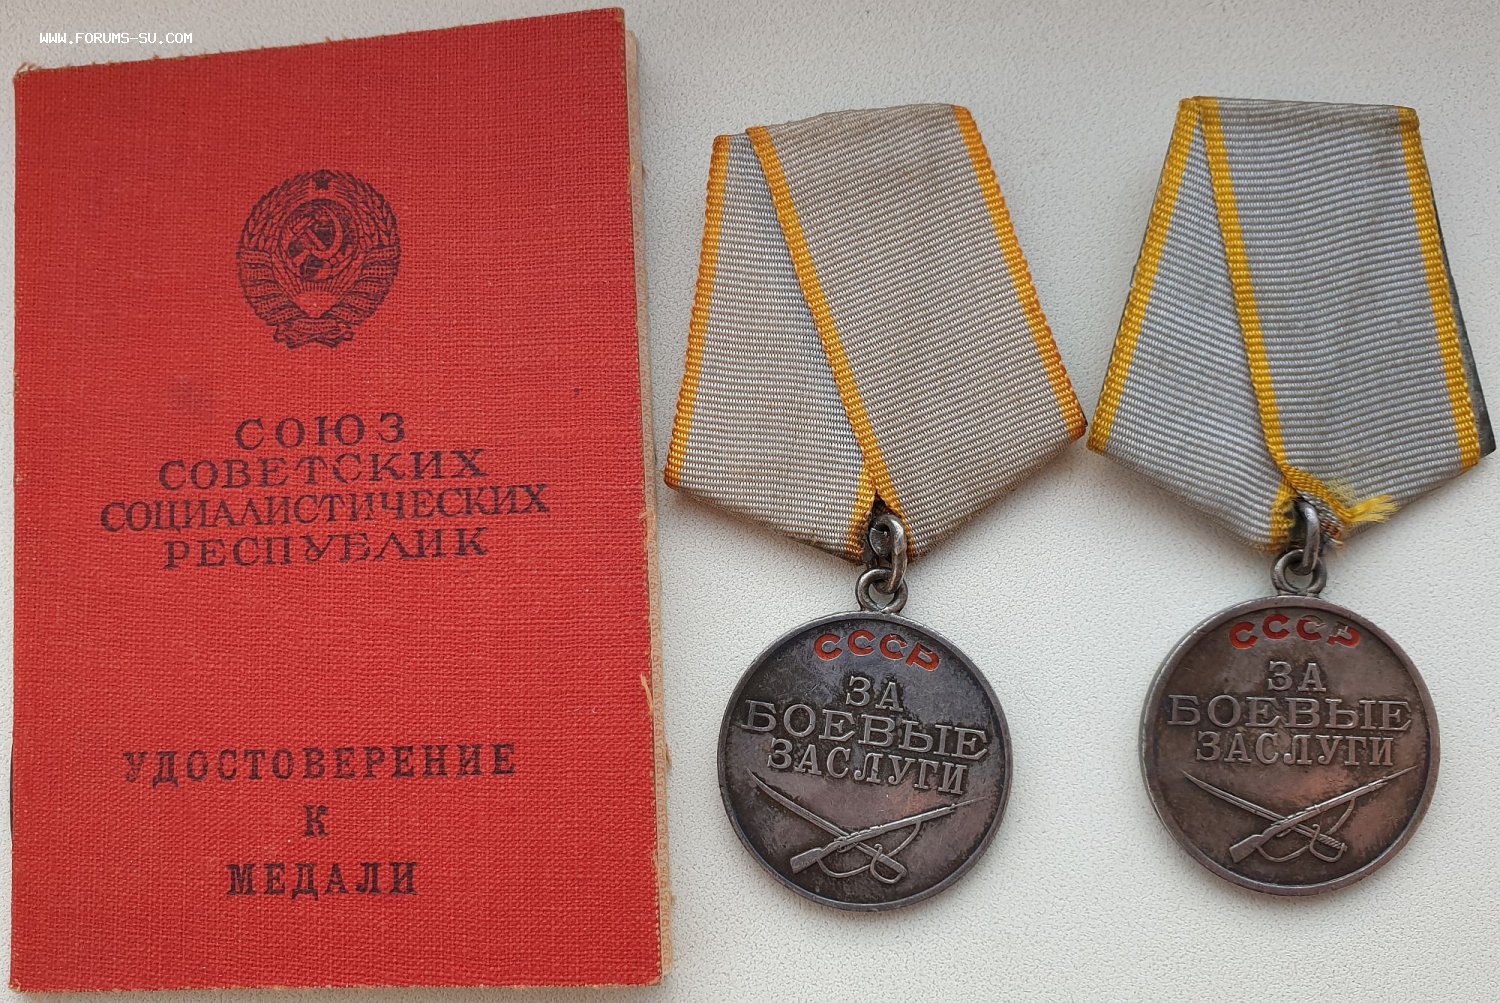 WWW.FORUMS-SU.COM
СОЮЗ
СОВЕТСКИХ
СОЦИАЛИСТИЧЕСКИХ
РЕСПУБЛИК
УДОСТОВЕРЕНИЕ
К
МЕДАЛИ
СССР
ЗА
БОЕВЫЕ
ЗАСЛУГИ
СССР
ЗА
БОЕВЫЕ
ЗАСЛУГИ